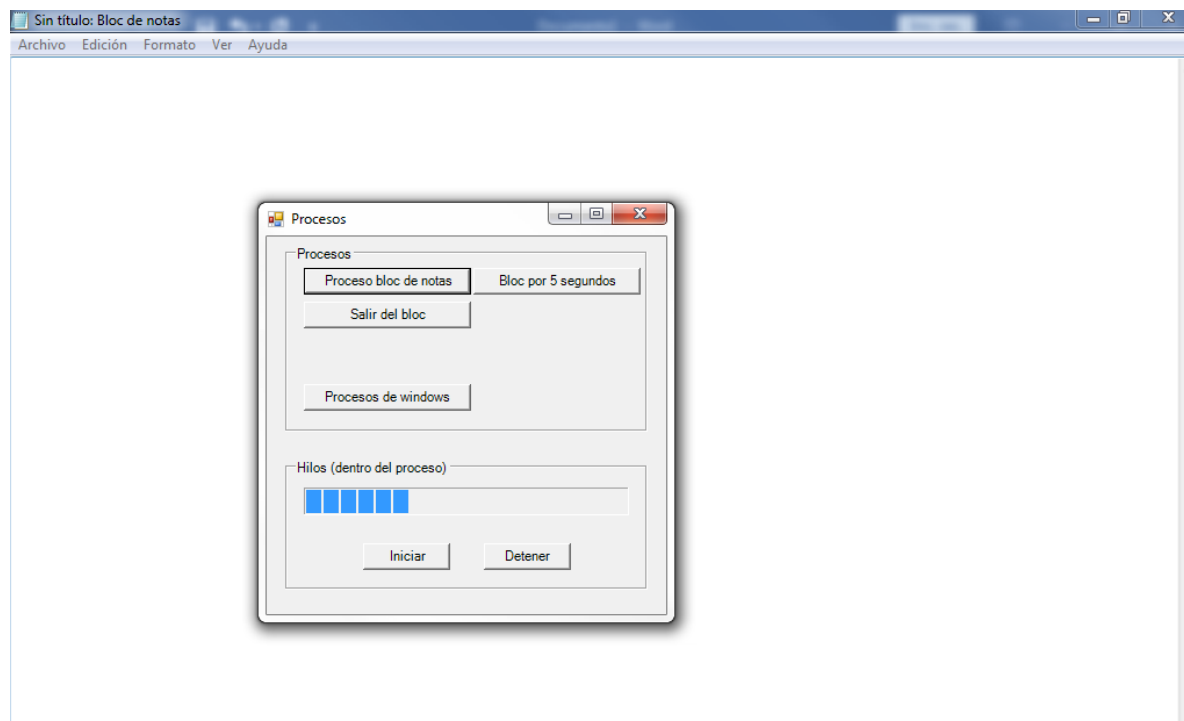 Sin título: Bloc de notas
Archivo Edición Formato Ver Ayuda
Procesos
Procesos
Proceso bloc de notas Bloc por 5 segundos
Salir del bloc
Procesos de windows
Hilos (dentro del proceso)
Iniciar Detener